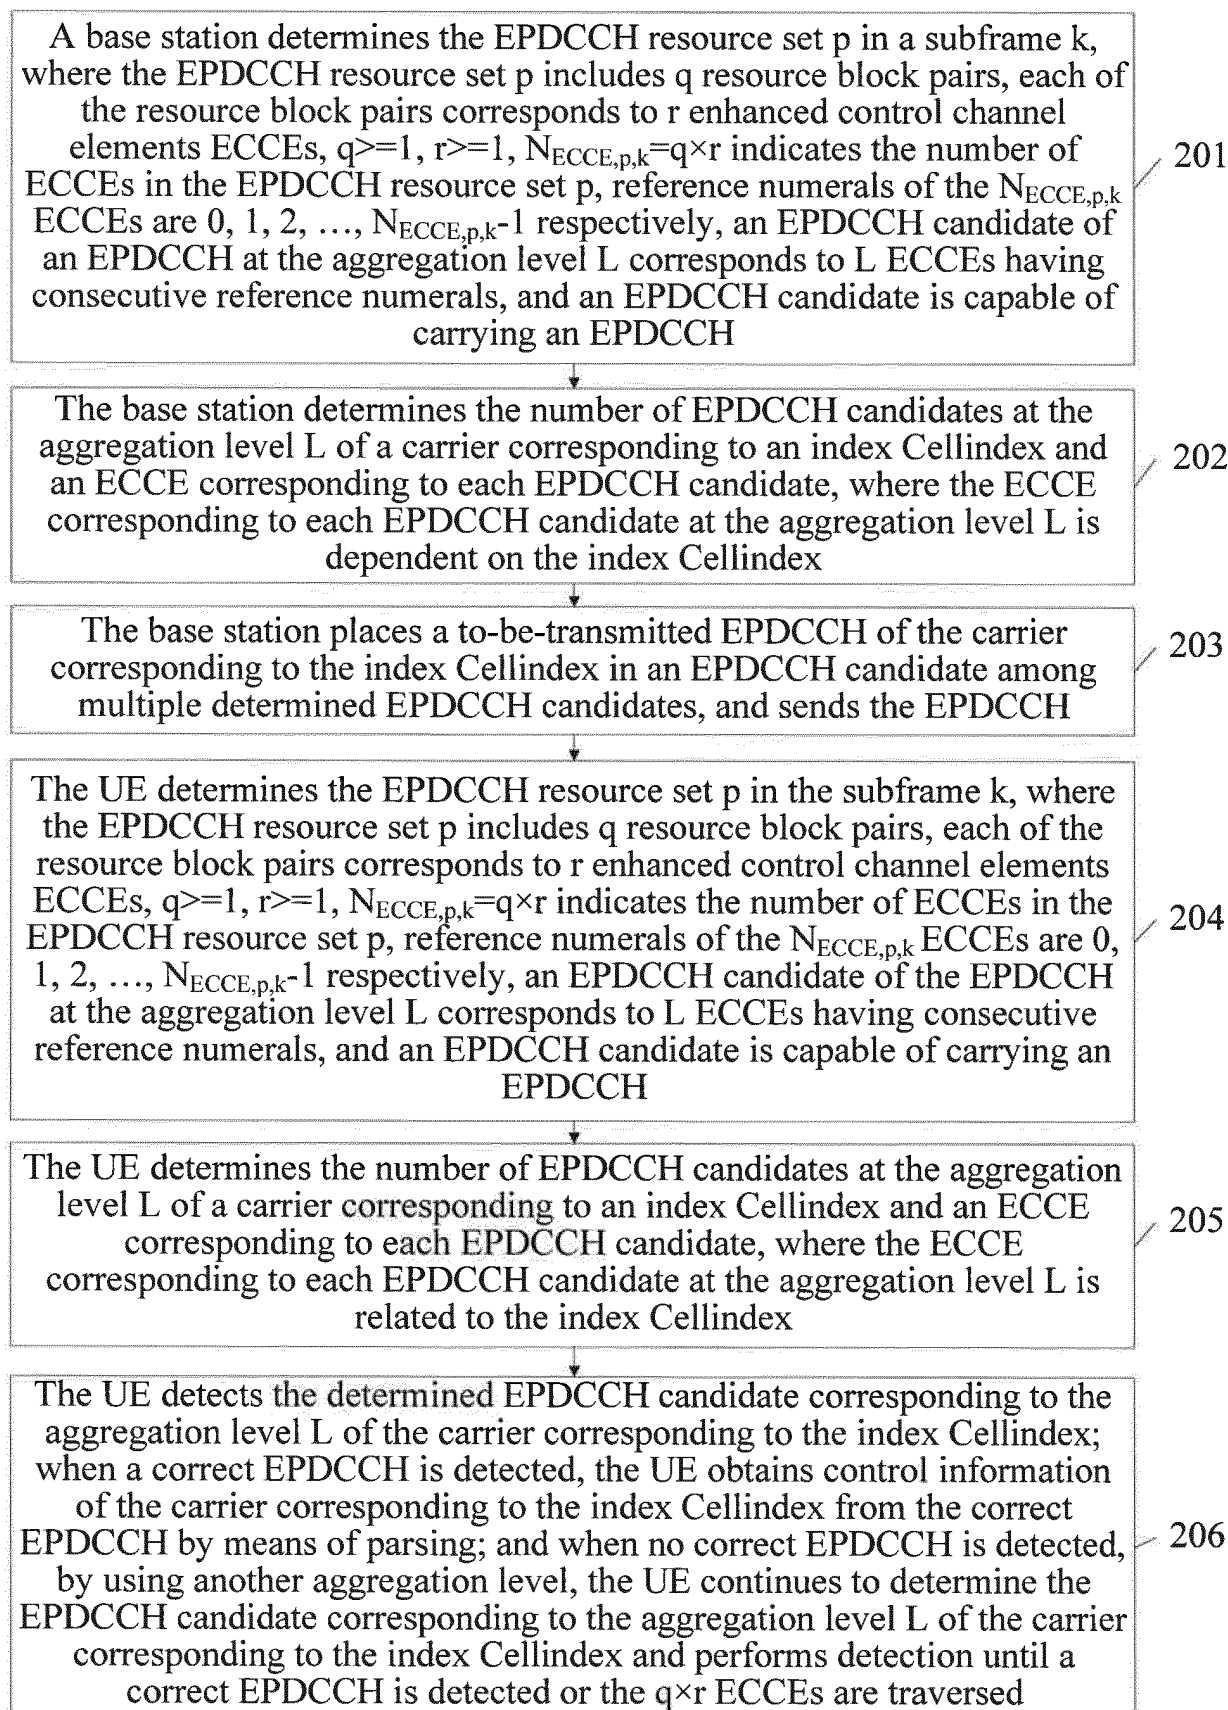 A base station determines the EPDCCH resource set p in a subframe k,
where the EPDCCH resource set p includes q resource block pairs, each of
the resource block pairs corresponds to r enhanced control channel
elements ECCEs, q>=1, r>=1, N_ECCE,p,k=q×r indicates the number of
ECCEs in the EPDCCH resource set p, reference numerals of the N_ECCE,p,k
ECCEs are 0, 1, 2, …, N_ECCE,p,k-1 respectively, an EPDCCH candidate of
an EPDCCH at the aggregation level L corresponds to L ECCEs having
consecutive reference numerals, and an EPDCCH candidate is capable of
carrying an EPDCCH
201
The base station determines the number of EPDCCH candidates at the
aggregation level L of a carrier corresponding to an index Cellindex and
an ECCE corresponding to each EPDCCH candidate, where the ECCE
corresponding to each EPDCCH candidate at the aggregation level L is
dependent on the index Cellindex
202
The base station places a to-be-transmitted EPDCCH of the carrier
corresponding to the index Cellindex in an EPDCCH candidate among
multiple determined EPDCCH candidates, and sends the EPDCCH
203
The UE determines the EPDCCH resource set p in the subframe k, where
the EPDCCH resource set p includes q resource block pairs, each of the
resource block pairs corresponds to r enhanced control channel elements
ECCEs, q>=1, r>=1, N_ECCE,p,k=q×r indicates the number of ECCEs in the
EPDCCH resource set p, reference numerals of the N_ECCE,p,k ECCEs are 0,
1, 2, …, N_ECCE,p,k-1 respectively, an EPDCCH candidate of the EPDCCH
at the aggregation level L corresponds to L ECCEs having consecutive
reference numerals, and an EPDCCH candidate is capable of carrying an
EPDCCH
204
The UE determines the number of EPDCCH candidates at the aggregation
level L of a carrier corresponding to an index Cellindex and an ECCE
corresponding to each EPDCCH candidate, where the ECCE
corresponding to each EPDCCH candidate at the aggregation level L is
related to the index Cellindex
205
The UE detects the determined EPDCCH candidate corresponding to the
aggregation level L of the carrier corresponding to the index Cellindex;
when a correct EPDCCH is detected, the UE obtains control information
of the carrier corresponding to the index Cellindex from the correct
EPDCCH by means of parsing; and when no correct EPDCCH is detected,
by using another aggregation level, the UE continues to determine the
EPDCCH candidate corresponding to the aggregation level L of the carrier
corresponding to the index Cellindex and performs detection until a
correct EPDCCH is detected or the q×r ECCEs are traversed
206